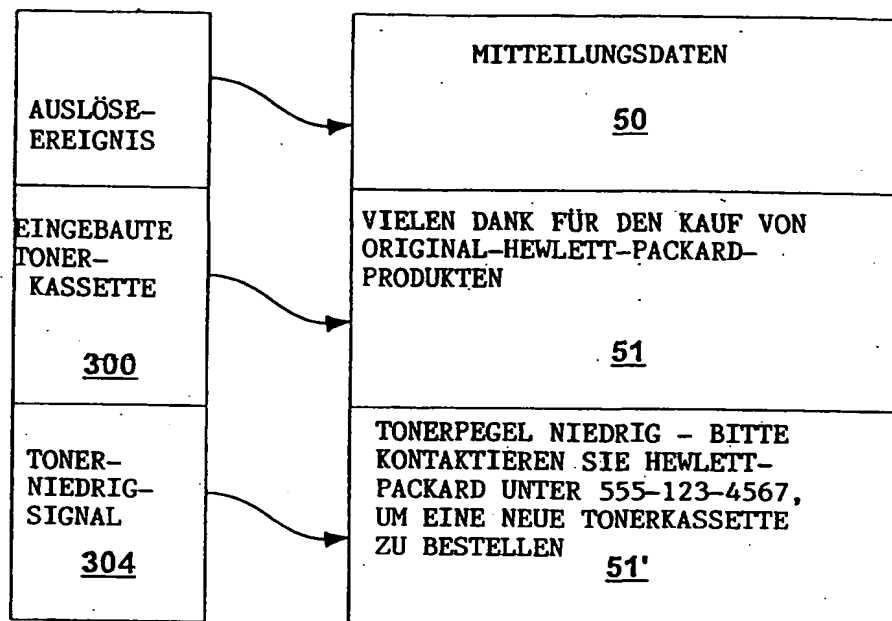 AUSLÖSE-
EREIGNIS
MITTEILUNGSDATEN
50
EINGEBAUTE
TONER-
KASSETTE
300
VIELEN DANK FÜR DEN KAUF VON
ORIGINAL-HEWLETT-PACKARD-
PRODUKTEN
51
TONER-
NIEDRIG-
SIGNAL
304
TONERPEGEL NIEDRIG - BITTE
KONTAKTIEREN SIE HEWLETT-
PACKARD UNTER 555-123-4567,
UM EINE NEUE TONERKASSETTE
ZU BESTELLEN
51'